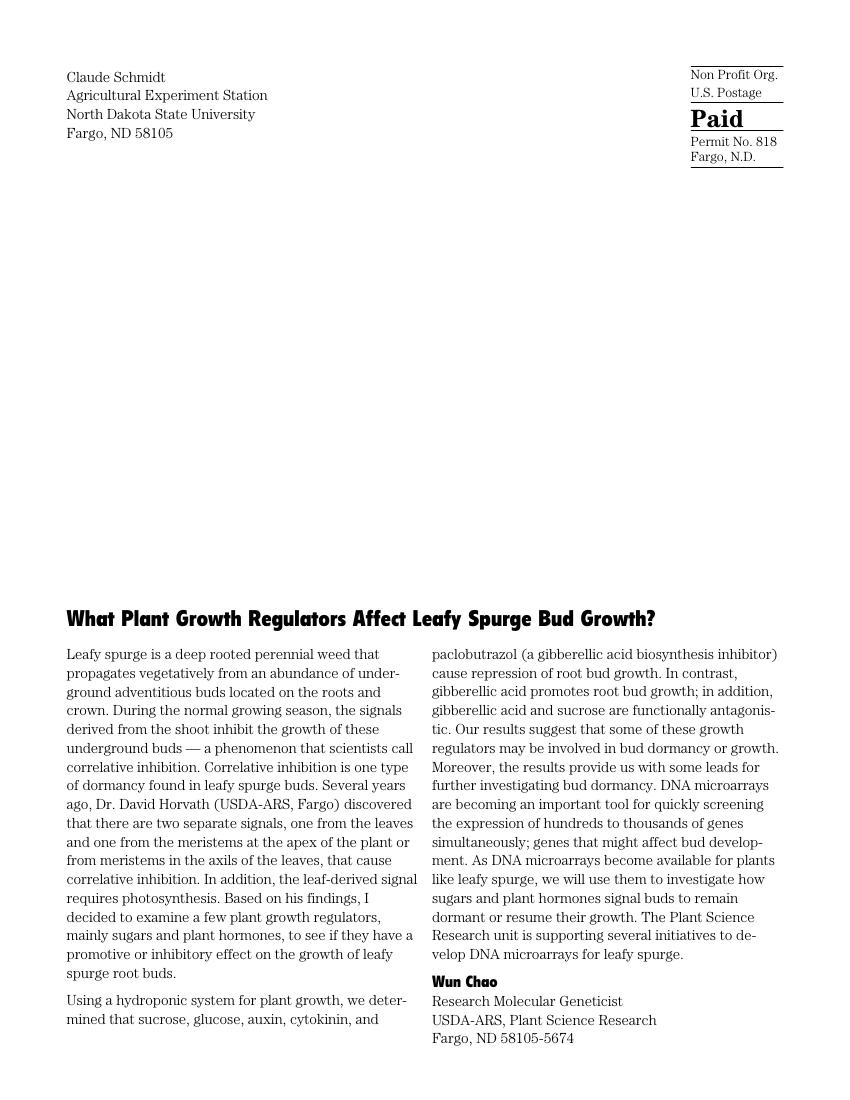 Claude Schmidt
Agricultural Experiment Station
North Dakota State University
Fargo, ND 58105
Non Profit Org.
U.S. Postage
Paid
Permit No. 818
Fargo, N.D.
What Plant Growth Regulators Affect Leafy Spurge Bud Growth?
Leafy spurge is a deep rooted perennial weed that
propagates vegetatively from an abundance of under-
ground adventitious buds located on the roots and
crown. During the normal growing season, the signals
derived from the shoot inhibit the growth of these
underground buds — a phenomenon that scientists call
correlative inhibition. Correlative inhibition is one type
of dormancy found in leafy spurge buds. Several years
ago, Dr. David Horvath (USDA-ARS, Fargo) discovered
that there are two separate signals, one from the leaves
and one from the meristems at the apex of the plant or
from meristems in the axils of the leaves, that cause
correlative inhibition. In addition, the leaf-derived signal
requires photosynthesis. Based on his findings, I
decided to examine a few plant growth regulators,
mainly sugars and plant hormones, to see if they have a
promotive or inhibitory effect on the growth of leafy
spurge root buds.
Using a hydroponic system for plant growth, we deter-
mined that sucrose, glucose, auxin, cytokinin, and
paclobutrazol (a gibberellic acid biosynthesis inhibitor)
cause repression of root bud growth. In contrast,
gibberellic acid promotes root bud growth; in addition,
gibberellic acid and sucrose are functionally antagonis-
tic. Our results suggest that some of these growth
regulators may be involved in bud dormancy or growth.
Moreover, the results provide us with some leads for
further investigating bud dormancy. DNA microarrays
are becoming an important tool for quickly screening
the expression of hundreds to thousands of genes
simultaneously; genes that might affect bud develop-
ment. As DNA microarrays become available for plants
like leafy spurge, we will use them to investigate how
sugars and plant hormones signal buds to remain
dormant or resume their growth. The Plant Science
Research unit is supporting several initiatives to de-
velop DNA microarrays for leafy spurge.
Wun Chao
Research Molecular Geneticist
USDA-ARS, Plant Science Research
Fargo, ND 58105-5674